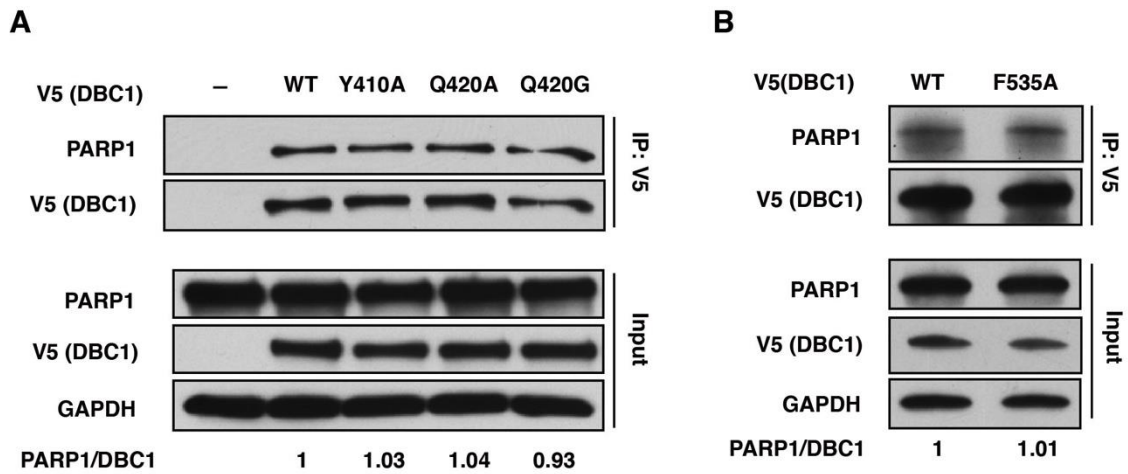 A
V5 (DBC1) – WT Y410A Q420A Q420G
PARP1
V5 (DBC1)
IP: V5
PARP1
V5 (DBC1)
GAPDH
Input
PARP1/DBC1 1 1.03 1.04 0.93
B
V5(DBC1) WT F535A
PARP1
V5 (DBC1)
IP: V5
PARP1
V5 (DBC1)
GAPDH
Input
PARP1/DBC1 1 1.01